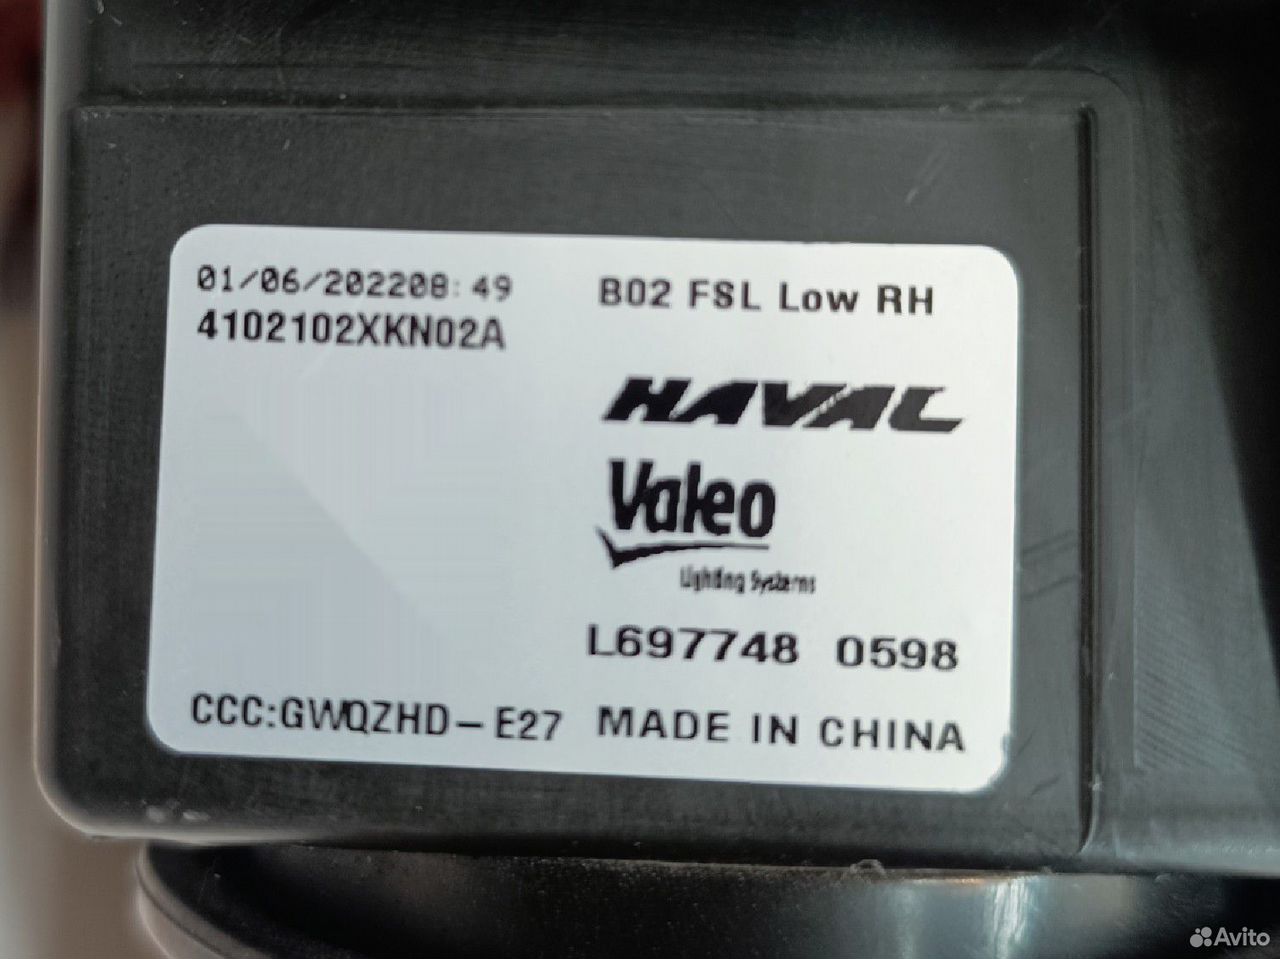 01/06/202208:49
4102102XKN02A
B02 FSL Low RH
HAVAL
Valeo
Lighting Systems
L697748 0598
CCC:GWQZHD-E27 MADE IN CHINA
Avito